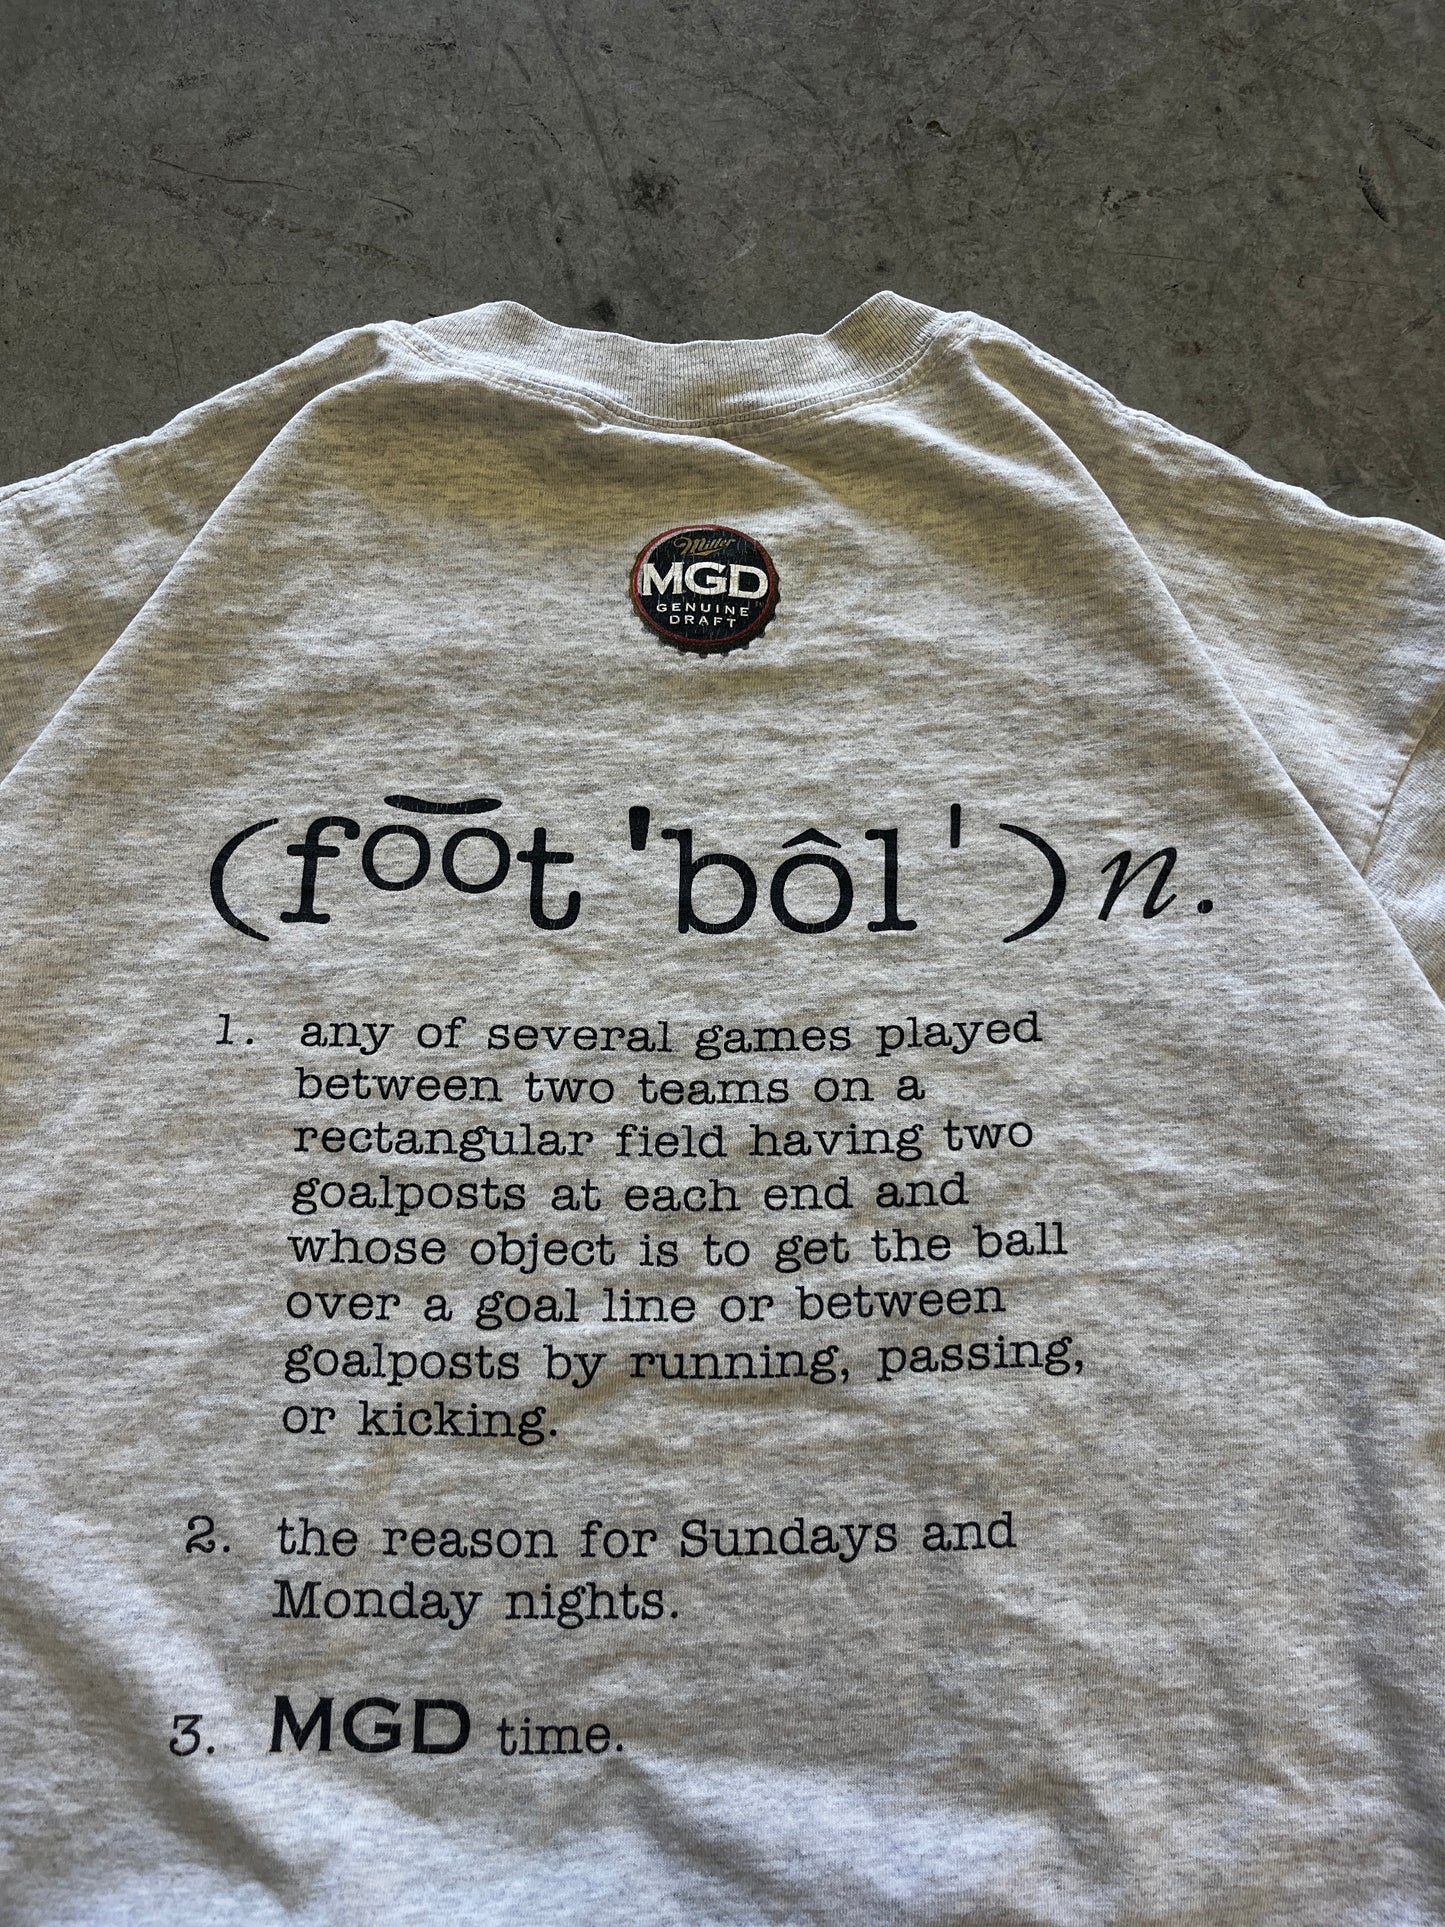 Miller
MGD
GENUINE
DRAFT
(fo͝ot 'bôl') n.
1. any of several games played
between two teams on a
rectangular field having two
goalposts at each end and
whose object is to get the ball
over a goal line or between
goalposts by running, passing,
or kicking.
2. the reason for Sundays and
Monday nights.
3. MGD time.